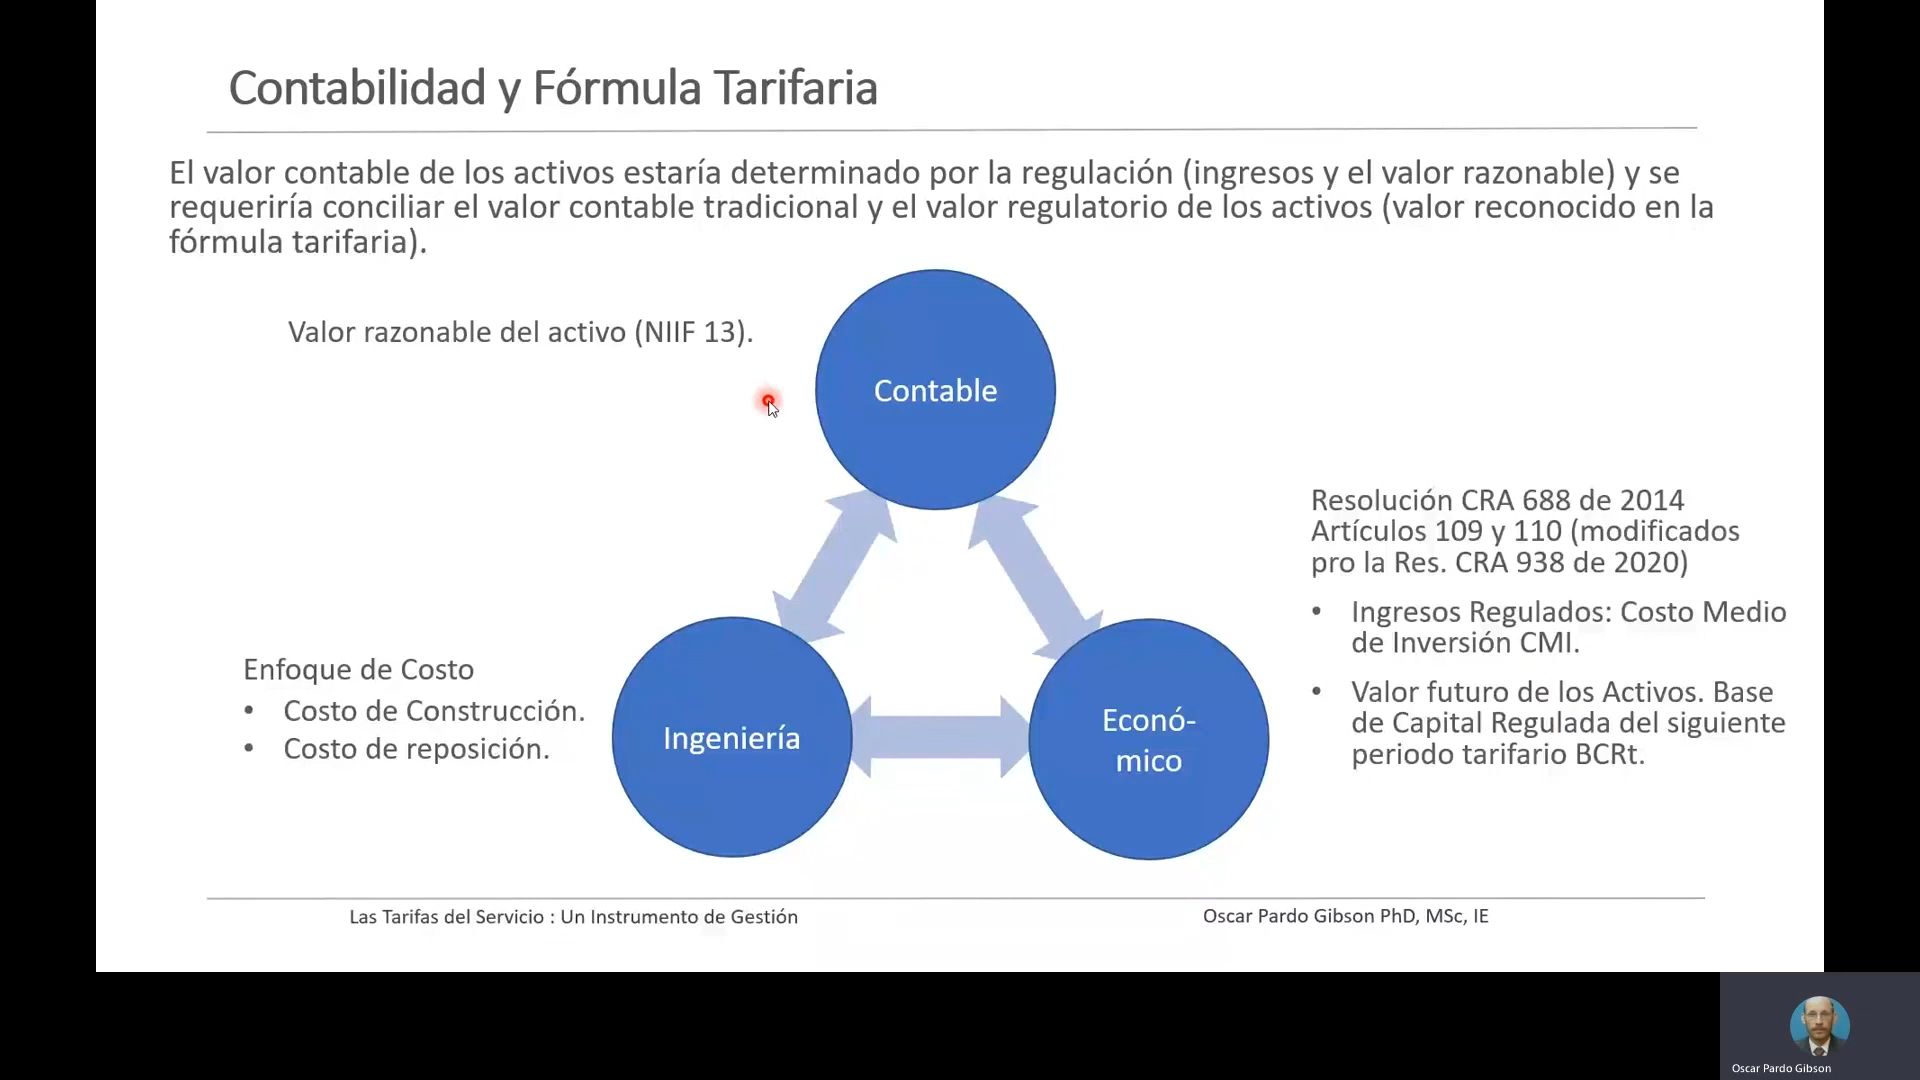 Contabilidad y Fórmula Tarifaria
El valor contable de los activos estaría determinado por la regulación (ingresos y el valor razonable) y se
requeriría conciliar el valor contable tradicional y el valor regulatorio de los activos (valor reconocido en la
fórmula tarifaria).
Valor razonable del activo (NIIF 13).
Contable
Resolución CRA 688 de 2014
Artículos 109 y 110 (modificados
pro la Res. CRA 938 de 2020)
• Ingresos Regulados: Costo Medio
de Inversión CMI.
• Valor futuro de los Activos. Base
de Capital Regulada del siguiente
periodo tarifario BCRt.
Enfoque de Costo
• Costo de Construcción.
• Costo de reposición.
Ingeniería
Econó-
mico
Las Tarifas del Servicio : Un Instrumento de Gestión
Oscar Pardo Gibson PhD, MSc, IE
Oscar Pardo Gibson